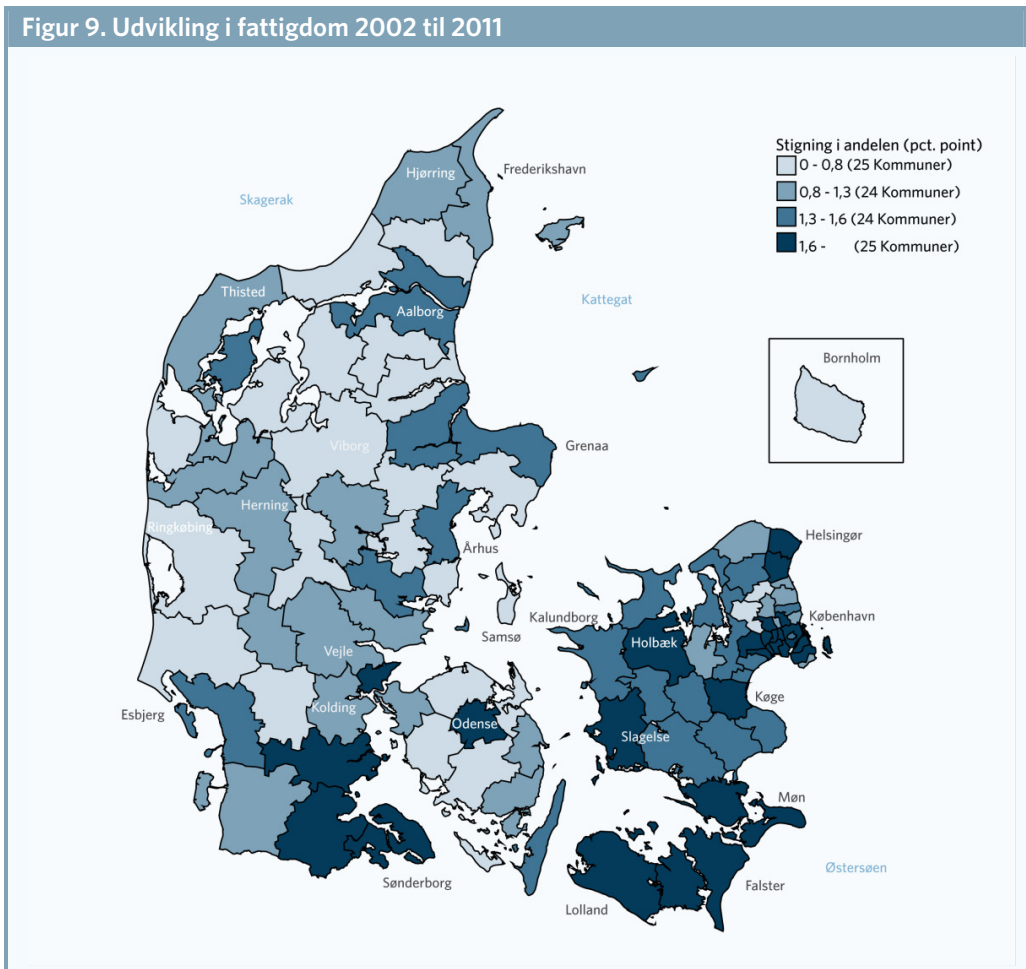 Figur 9. Udvikling i fattigdom 2002 til 2011
Stigning i andelen (pct. point)
0 - 0,8 (25 Kommuner)
0,8 - 1,3 (24 Kommuner)
1,3 - 1,6 (24 Kommuner)
1,6 - (25 Kommuner)
Hjørring
Frederikshavn
Skagerak
Thisted
Kattegat
Aalborg
Bornholm
Viborg
Grenaa
Herning
Ringkøbing
Århus
Helsingør
Samsø
Kalundborg
København
Holbæk
Vejle
Køge
Esbjerg
Kolding
Odense
Slagelse
Møn
Østersøen
Sønderborg
Falster
Lolland